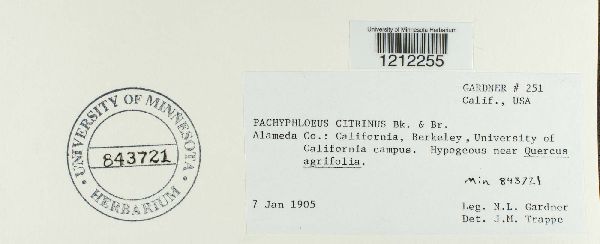 University of Minnesota Herbarium
1212255
GARDNER # 251
Calif., USA
PACHYPHLOEUS CITRINUS Bk. & Br.
Alameda Co.: California, Berkeley, University of
California campus. Hypogeous near Quercus
agrifolia.
min 843721
7 Jan 1905
Leg. N.L. Gardner
Det. J.M. Trappe
UNIVERSITY OF MINNESOTA
843721
HERBARIUM